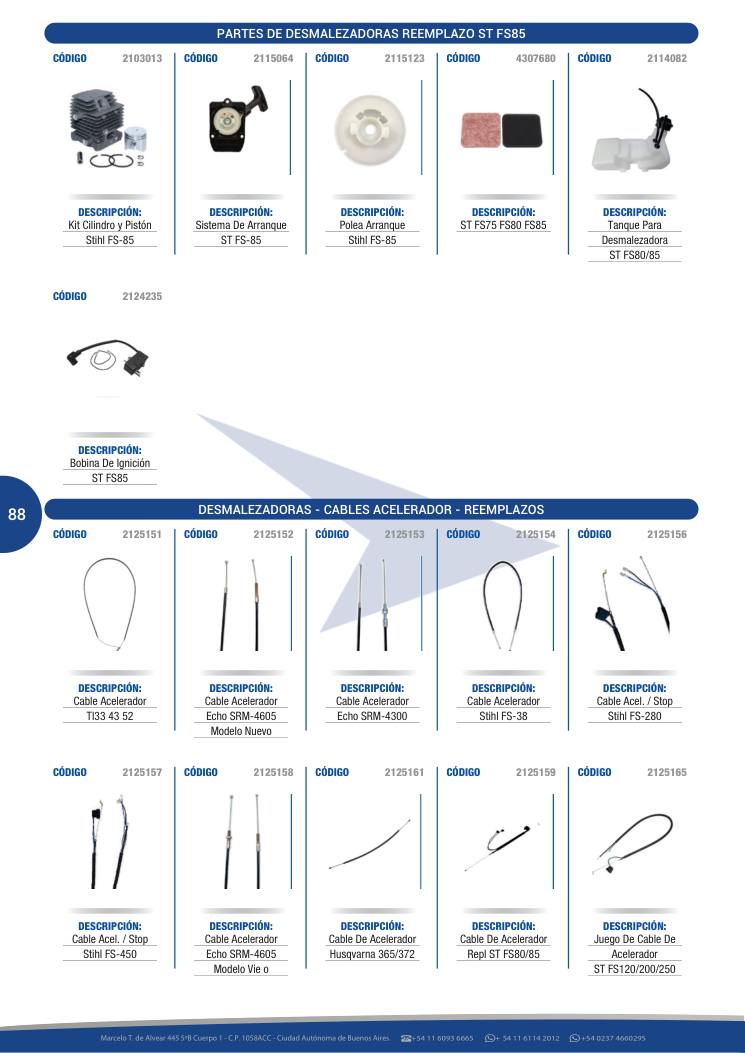 PARTES DE DESMALEZADORAS REEMPLAZO ST FS85
CÓDIGO 2103013
DESCRIPCIÓN:
Kit Cilindro y Pistón
Stihl FS-85
CÓDIGO 2115064
DESCRIPCIÓN:
Sistema De Arranque
ST FS-85
CÓDIGO 2115123
DESCRIPCIÓN:
Polea Arranque
Stihl FS-85
CÓDIGO 4307680
DESCRIPCIÓN:
ST FS75 FS80 FS85
CÓDIGO 2114082
DESCRIPCIÓN:
Tanque Para
Desmalezadora
ST FS80/85
CÓDIGO 2124235
DESCRIPCIÓN:
Bobina De Ignición
ST FS85
88
DESMALEZADORAS - CABLES ACELERADOR - REEMPLAZOS
CÓDIGO 2125151
DESCRIPCIÓN:
Cable Acelerador
Tl33 43 52
CÓDIGO 2125152
DESCRIPCIÓN:
Cable Acelerador
Echo SRM-4605
Modelo Nuevo
CÓDIGO 2125153
DESCRIPCIÓN:
Cable Acelerador
Echo SRM-4300
CÓDIGO 2125154
DESCRIPCIÓN:
Cable Acelerador
Stihl FS-38
CÓDIGO 2125156
DESCRIPCIÓN:
Cable Acel. / Stop
Stihl FS-280
CÓDIGO 2125157
DESCRIPCIÓN:
Cable Acel. / Stop
Stihl FS-450
CÓDIGO 2125158
DESCRIPCIÓN:
Cable Acelerador
Echo SRM-4605
Modelo Vie o
CÓDIGO 2125161
DESCRIPCIÓN:
Cable De Acelerador
Husqvarna 365/372
CÓDIGO 2125159
DESCRIPCIÓN:
Cable De Acelerador
Repl ST FS80/85
CÓDIGO 2125165
DESCRIPCIÓN:
Juego De Cable De
Acelerador
ST FS120/200/250
Marcelo T. de Alvear 445 5ºB Cuerpo 1 - C.P. 1058ACC - Ciudad Autónoma de Buenos Aires. +54 11 6093 6665 + 54 11 6114 2012 +54 0237 4660295